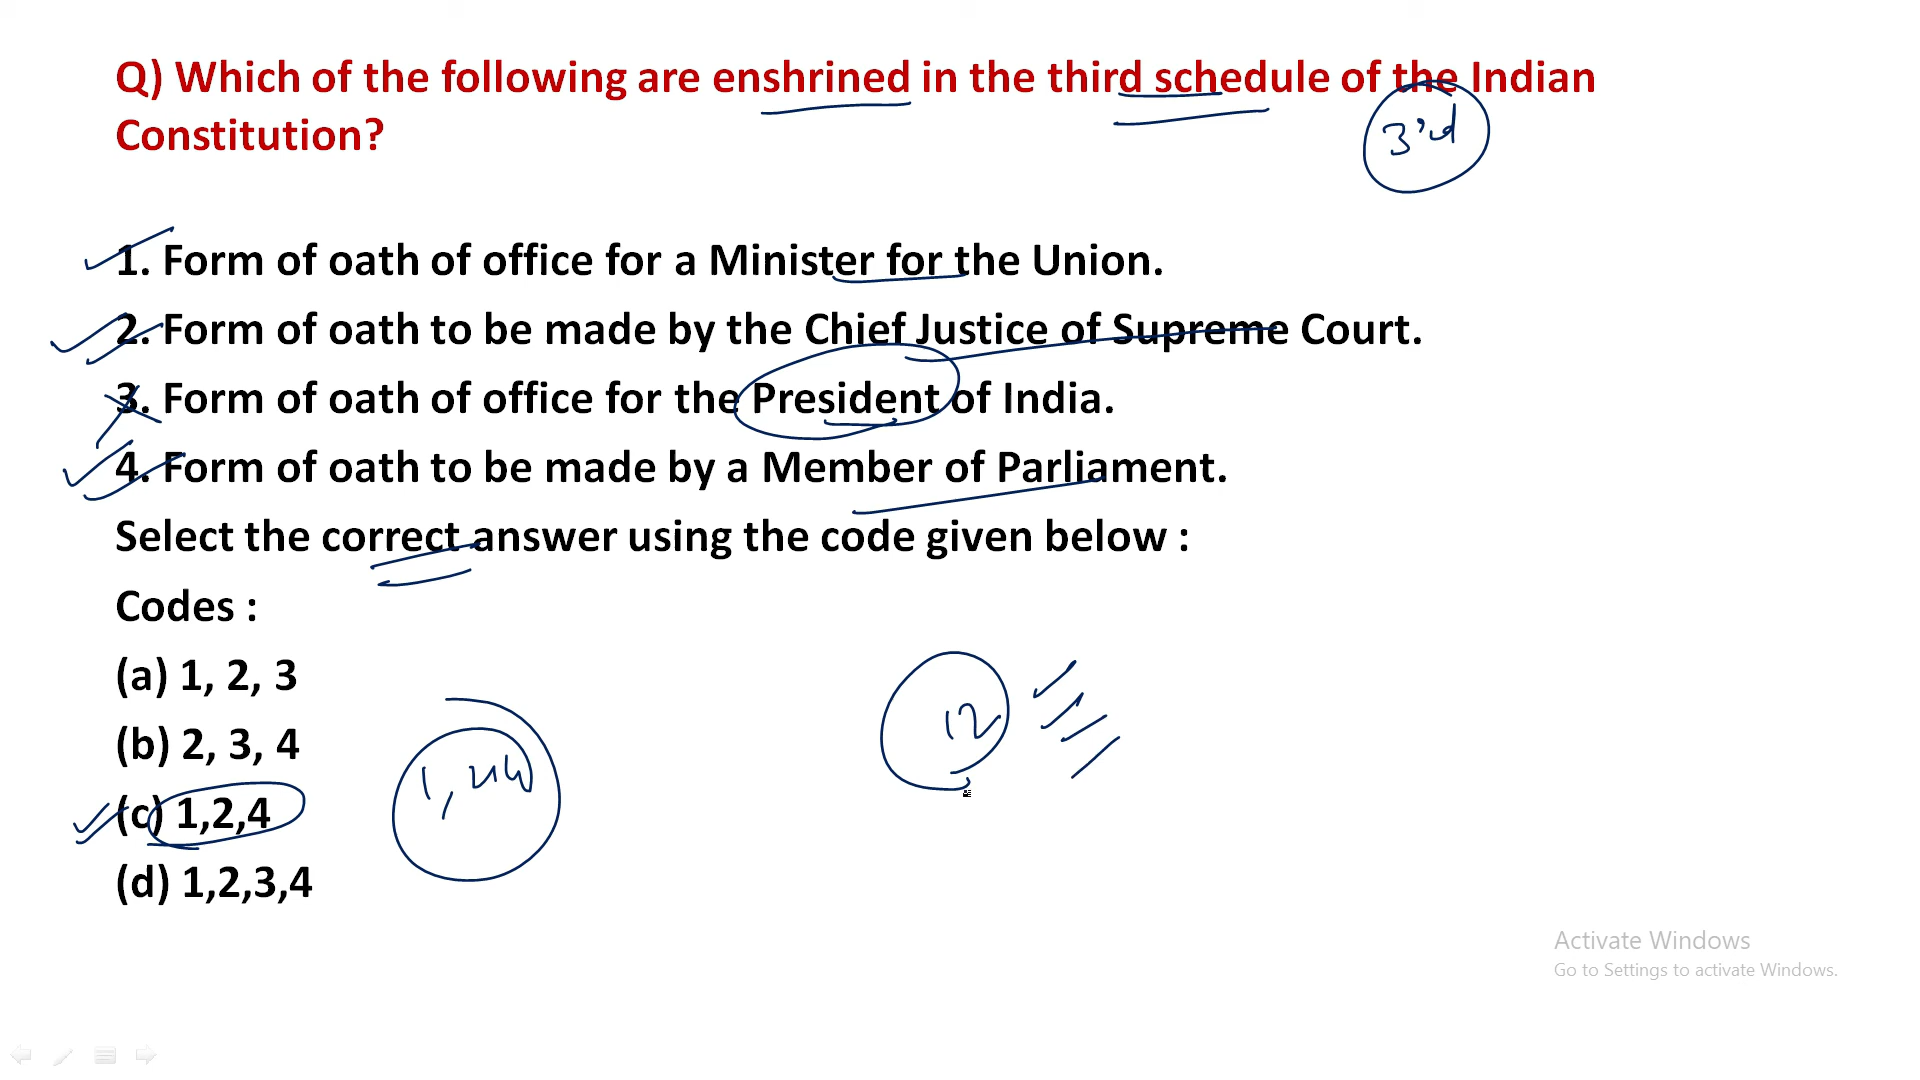 Q) Which of the following are enshrined in the third schedule of the Indian
Constitution?
3rd
1. Form of oath of office for a Minister for the Union.
2. Form of oath to be made by the Chief Justice of Supreme Court.
3. Form of oath of office for the President of India.
4. Form of oath to be made by a Member of Parliament.
Select the correct answer using the code given below :
Codes :
(a) 1, 2, 3
(b) 2, 3, 4
12
(c) 1,2,4
(d) 1,2,3,4
Activate Windows
Go to Settings to activate Windows.